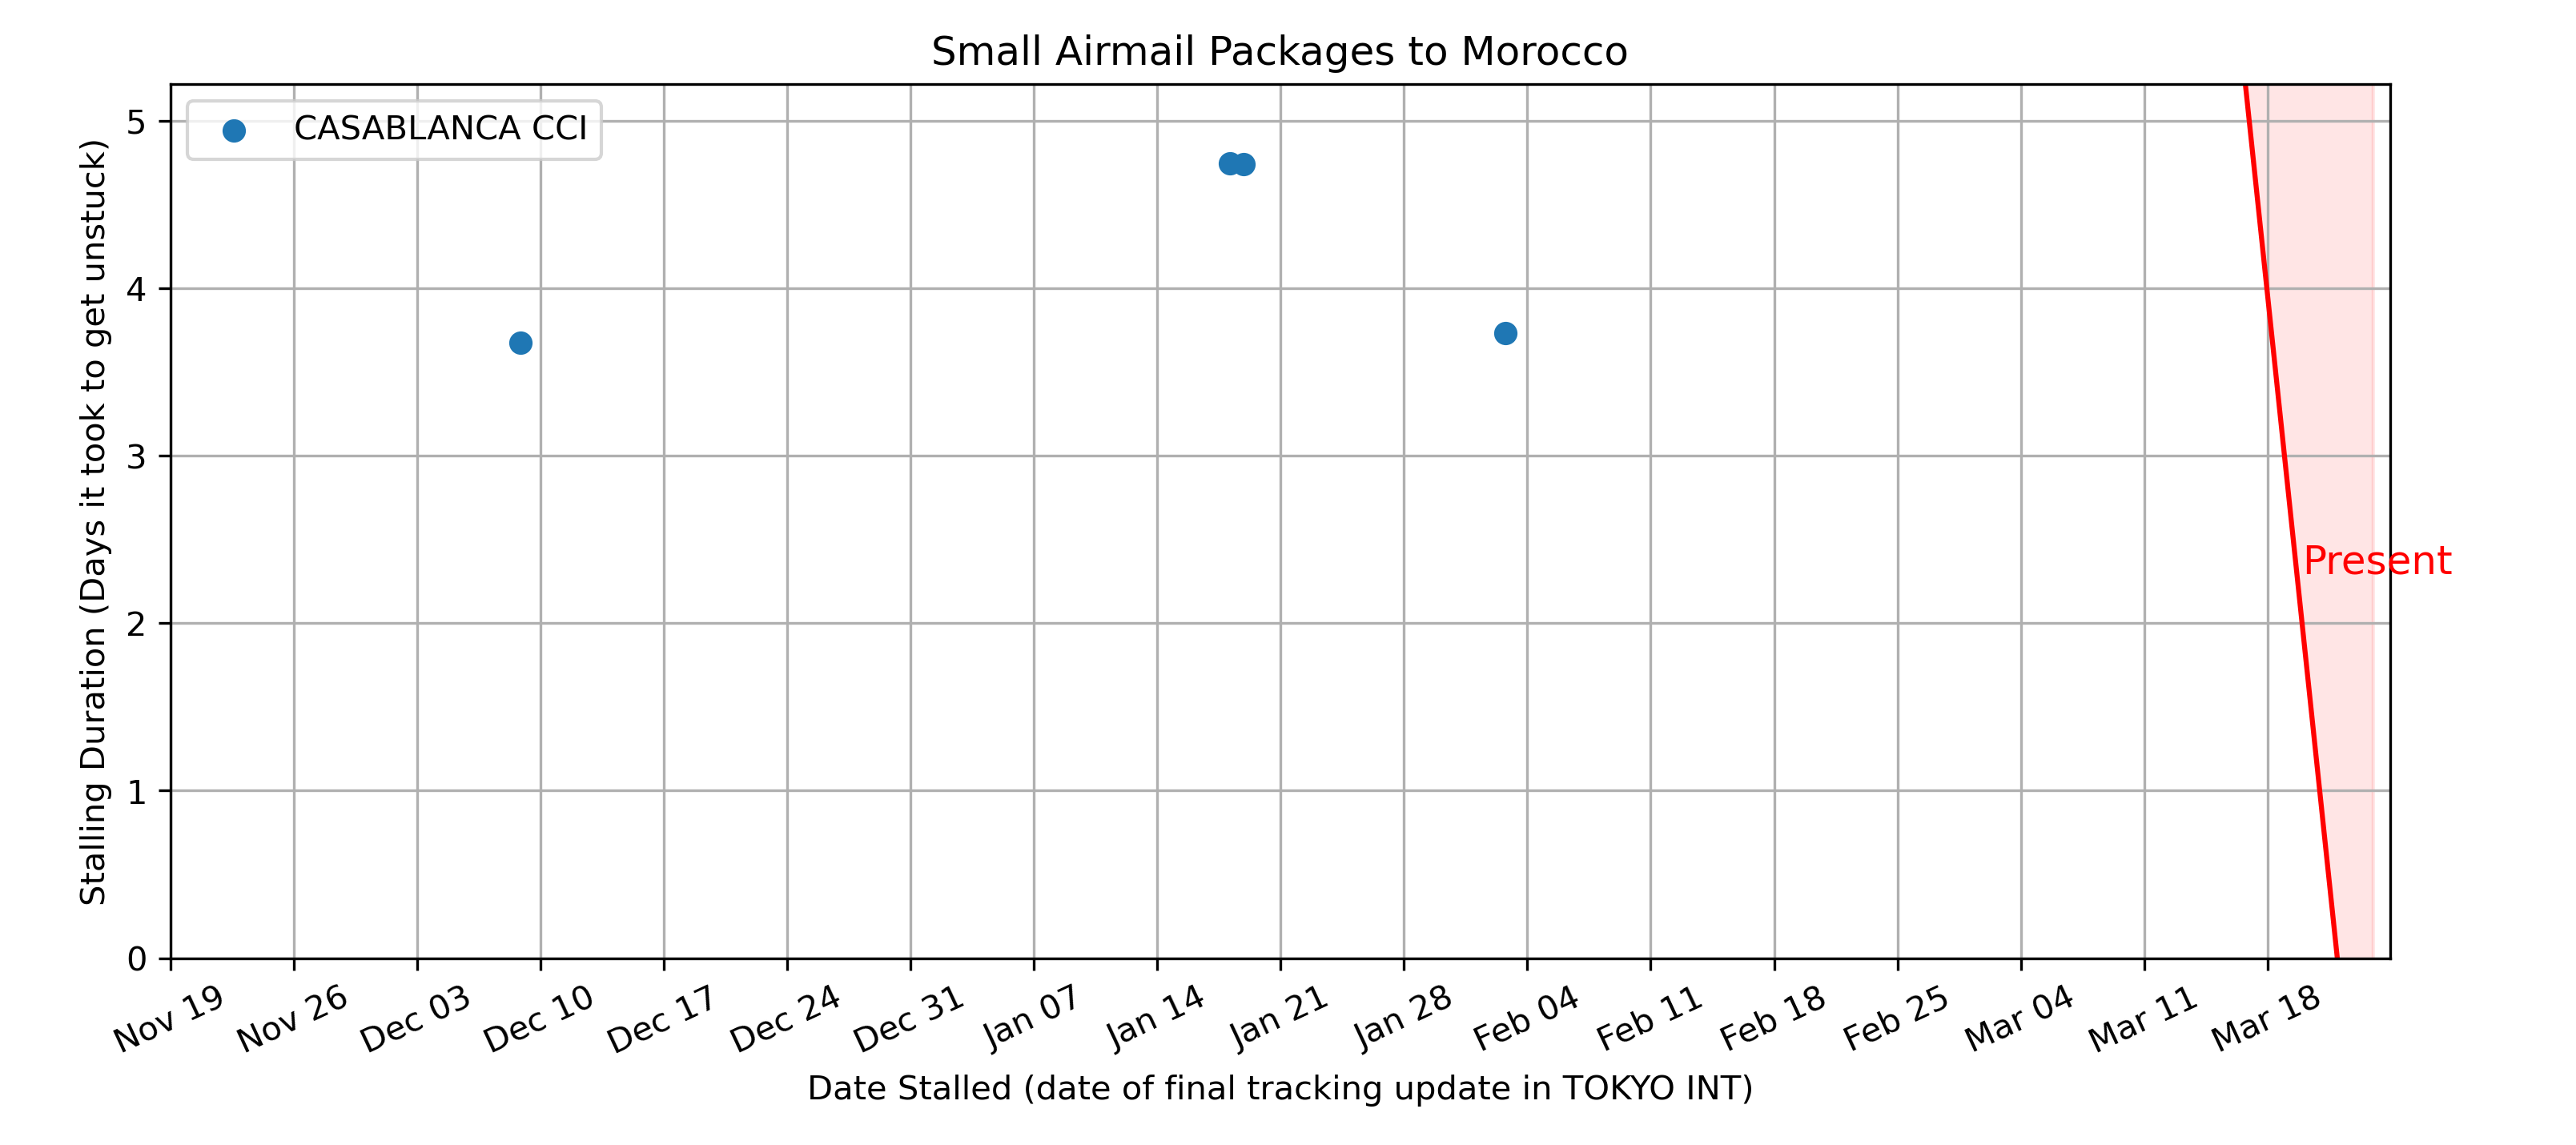 Small Airmail Packages to Morocco
CASABLANCA CCI
Stalling Duration (Days it took to get unstuck)
5
4
3
2
1
0
Present
Nov 19
Nov 26
Dec 03
Dec 10
Dec 17
Dec 24
Dec 31
Jan 07
Jan 14
Jan 21
Jan 28
Feb 04
Feb 11
Feb 18
Feb 25
Mar 04
Mar 11
Mar 18
Date Stalled (date of final tracking update in TOKYO INT)